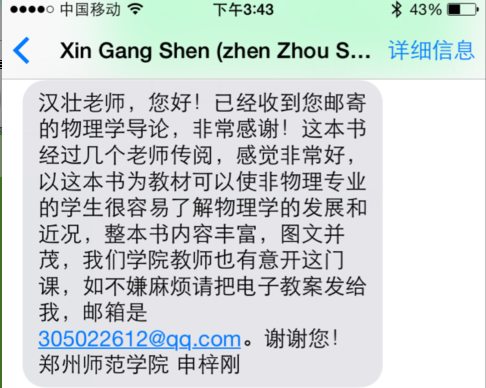 中国移动 下午3:43 43%
Xin Gang Shen (zhen Zhou S... 详细信息
汉壮老师，您好！已经收到您邮寄
的物理学导论，非常感谢！这本书
经过几个老师传阅，感觉非常好，
以这本书为教材可以使非物理专业
的学生很容易了解物理学的发展和
近况，整本书内容丰富，图文并
茂，我们学院教师也有意开这门
课，如不嫌麻烦请把电子教案发给
我，邮箱是
305022612@qq.com。谢谢您！
郑州师范学院 申梓刚